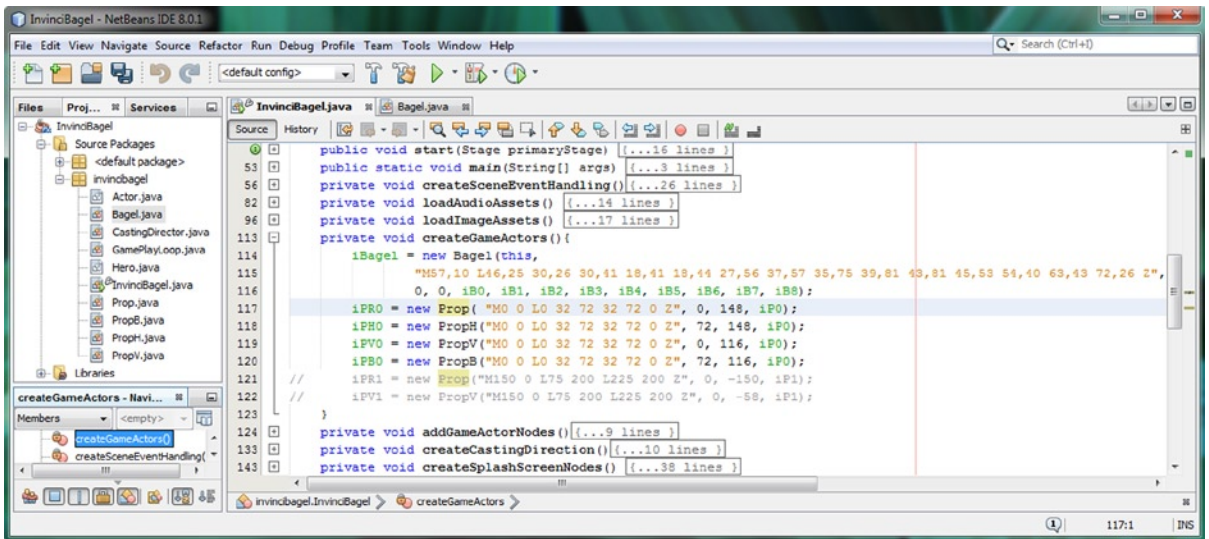 InvinciBagel - NetBeans IDE 8.0.1
File Edit View Navigate Source Refactor Run Debug Profile Team Tools Window Help
Search (Ctrl+I)
<default config>
Files Proj... Services
InvinciBagel.java Bagel.java
Source History
InvinciBagel
Source Packages
<default package>
invincibagel
Actor.java
Bagel.java
CastingDirector.java
GamePlayLoop.java
Hero.java
InvinciBagel.java
Prop.java
PropB.java
PropH.java
PropV.java
Libraries
createGameActors - Navi...
Members <empty>
createGameActors()
createSceneEventHandling(
public void start(Stage primaryStage) {...16 lines }
53 public static void main(String[] args) {...3 lines }
56 private void createSceneEventHandling() {...26 lines }
82 private void loadAudioAssets() {...14 lines }
96 private void loadImageAssets() {...17 lines }
113 private void createGameActors(){
114 iBagel = new Bagel(this,
115 "M57,10 L46,25 30,26 30,41 18,41 18,44 27,56 37,57 35,75 39,81 43,81 45,53 54,40 63,43 72,26 Z",
116 0, 0, iB0, iB1, iB2, iB3, iB4, iB5, iB6, iB7, iB8);
117 iPR0 = new Prop( "M0 0 L0 32 72 32 72 0 Z", 0, 148, iP0);
118 iPH0 = new PropH("M0 0 L0 32 72 32 72 0 Z", 72, 148, iP0);
119 iPV0 = new PropV("M0 0 L0 32 72 32 72 0 Z", 0, 116, iP0);
120 iPB0 = new PropB("M0 0 L0 32 72 32 72 0 Z", 72, 116, iP0);
121 // iPR1 = new Prop("M150 0 L75 200 L225 200 Z", 0, -150, iP1);
122 // iPV1 = new PropV("M150 0 L75 200 L225 200 Z", 0, -58, iP1);
123 }
124 private void addGameActorNodes() {...9 lines }
133 private void createCastingDirection() {...10 lines }
143 private void createSplashScreenNodes() {...38 lines }
invincibagel.InvinciBagel createGameActors
1 117:1 INS